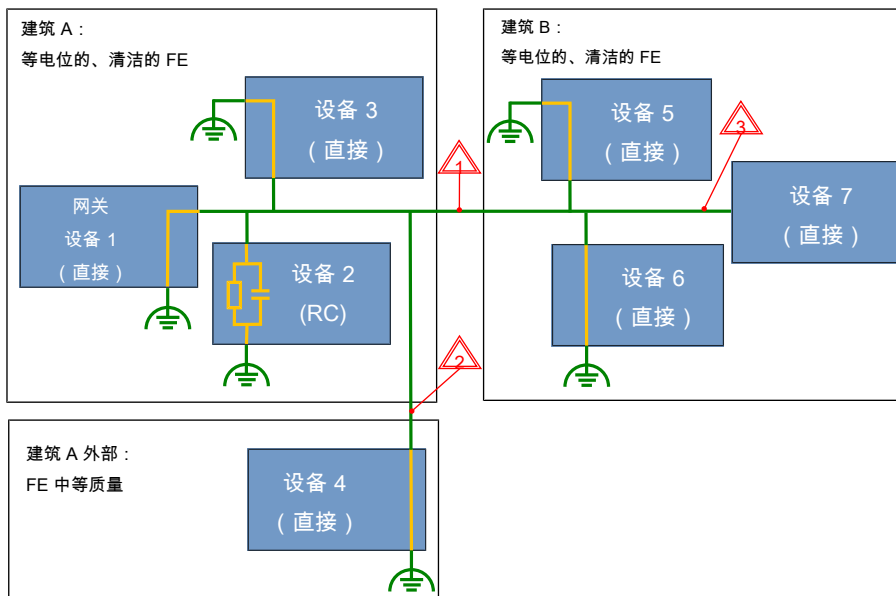 建筑 A：
等电位的、清洁的 FE
设备 3
（直接）
网关
设备 1
（直接）
设备 2
(RC)
1
2
建筑 A 外部：
FE 中等质量
设备 4
（直接）
建筑 B：
等电位的、清洁的 FE
设备 5
（直接）
3
设备 7
（直接）
设备 6
（直接）